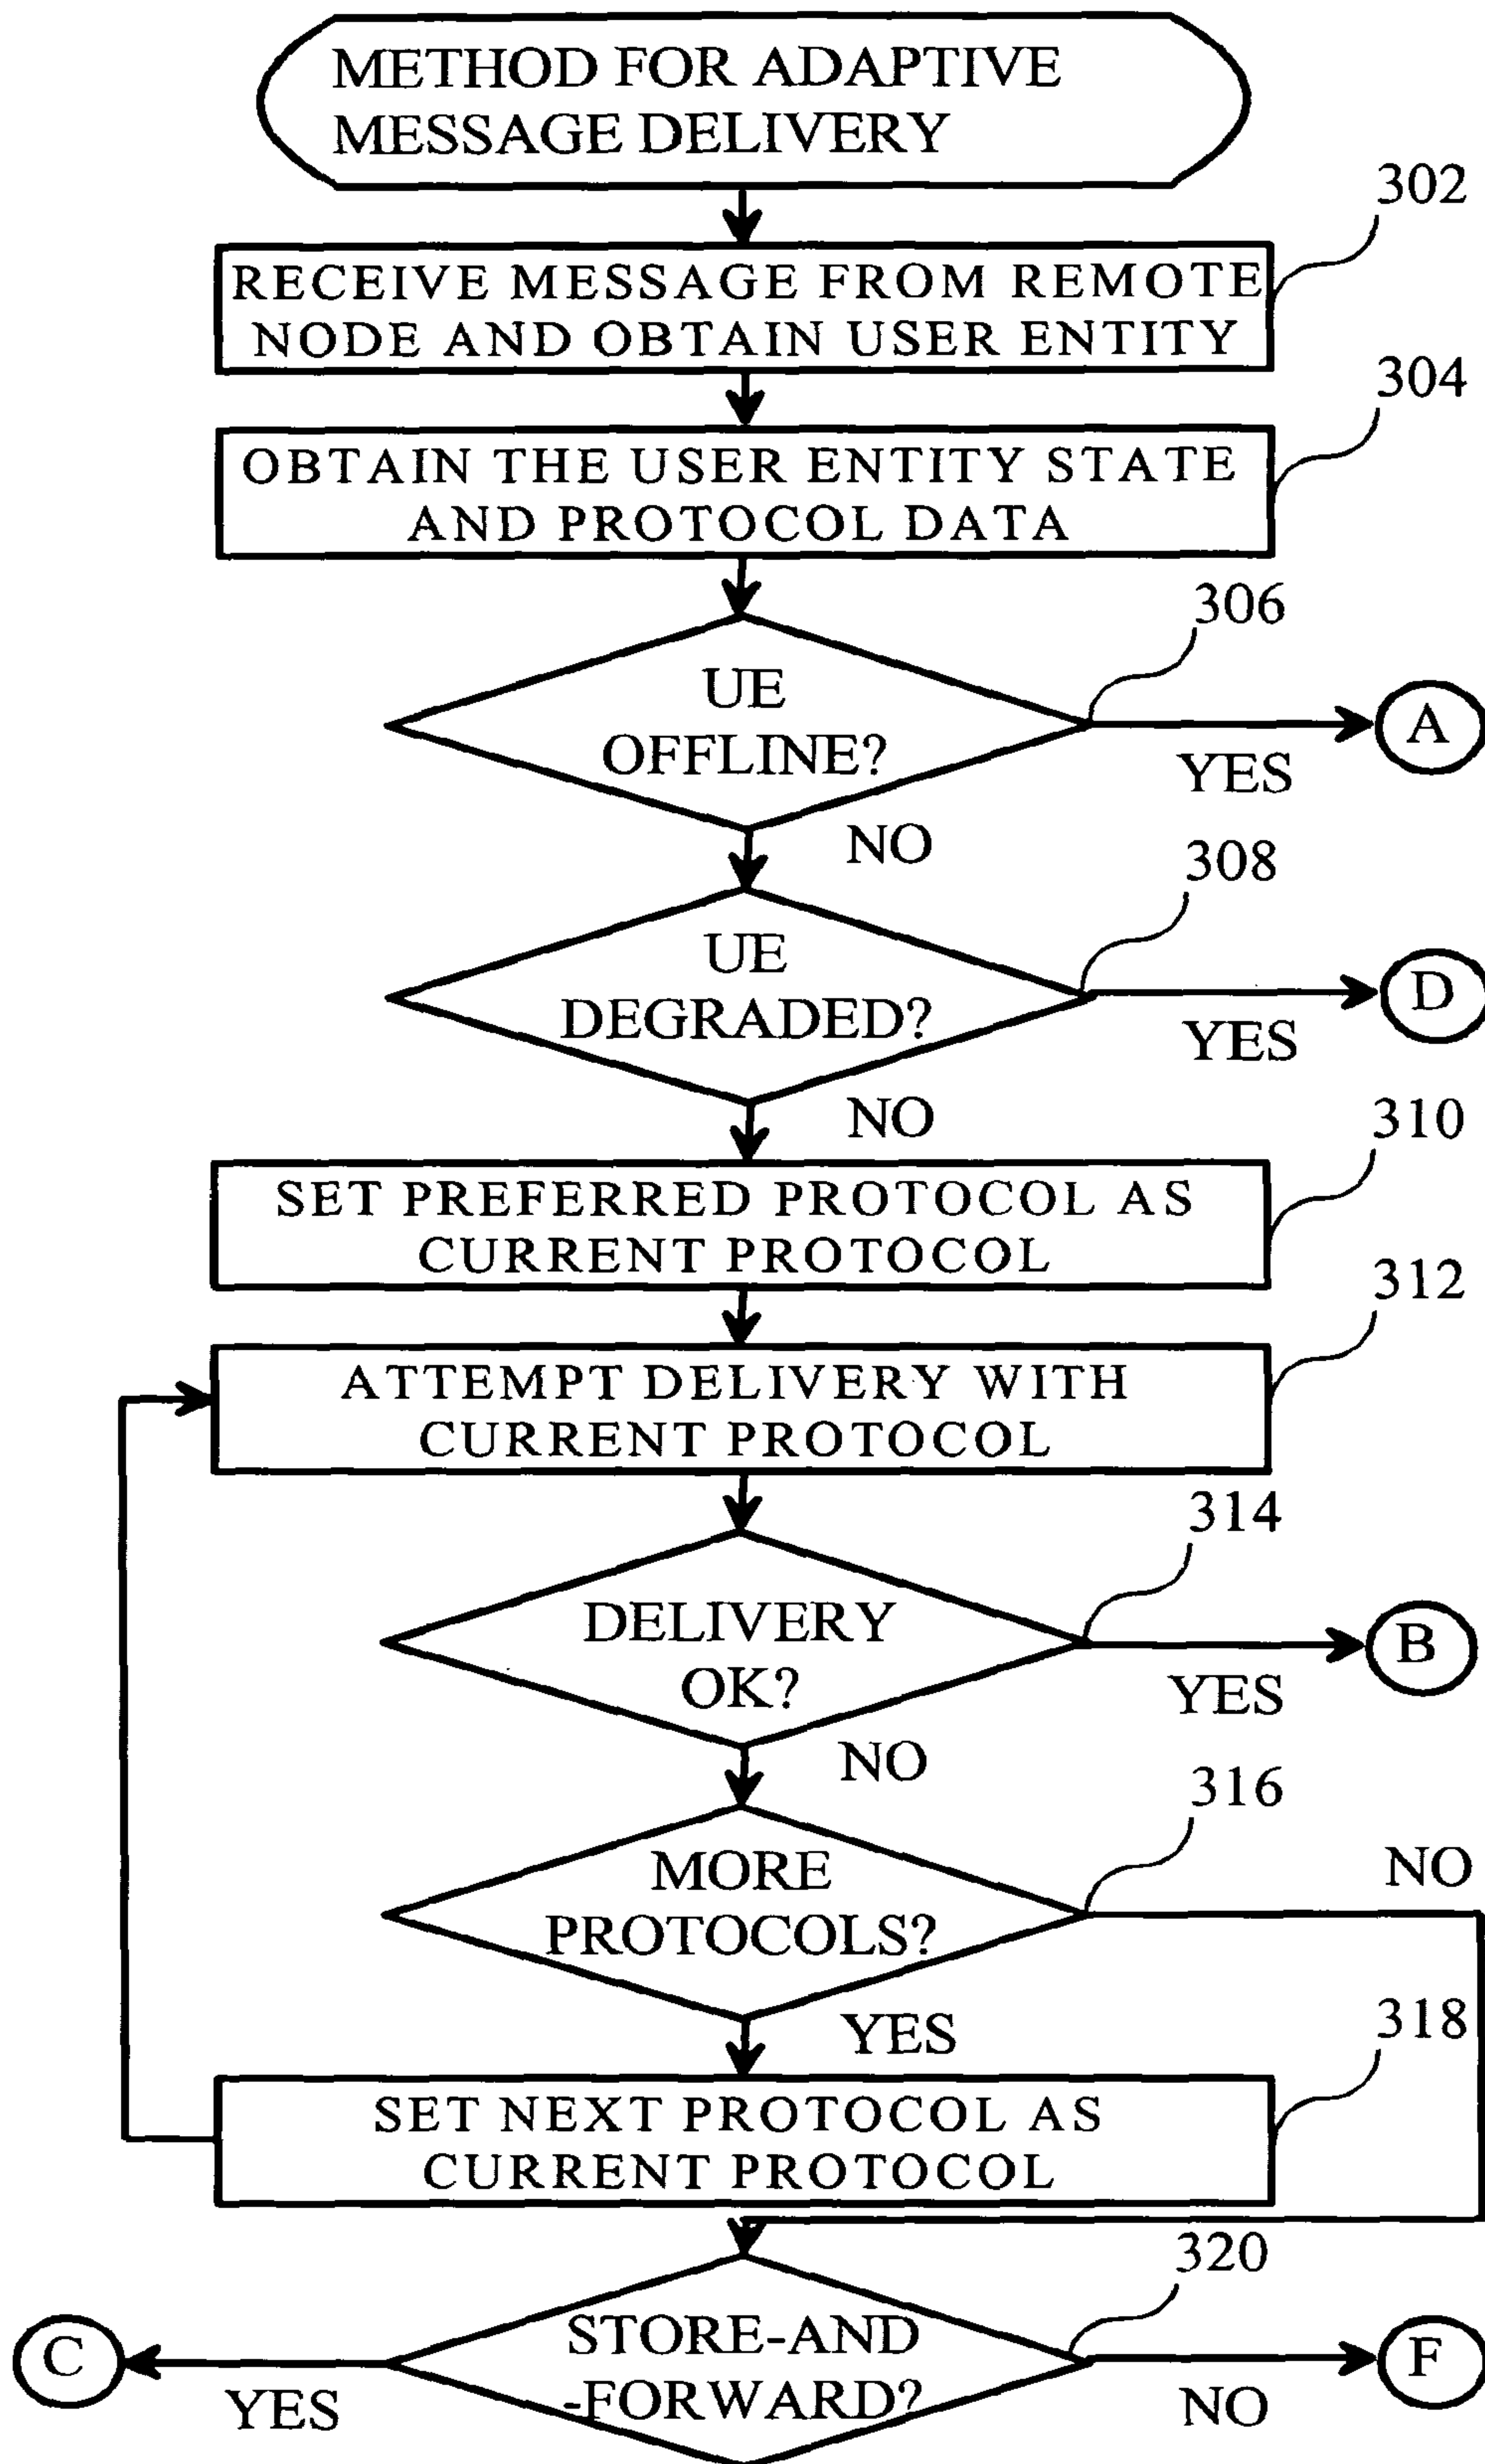 METHOD FOR ADAPTIVE
MESSAGE DELIVERY
302
RECEIVE MESSAGE FROM REMOTE
NODE AND OBTAIN USER ENTITY
304
OBTAIN THE USER ENTITY STATE
AND PROTOCOL DATA
306
UE
OFFLINE?
A
YES
NO
308
UE
DEGRADED?
D
YES
NO
310
SET PREFERRED PROTOCOL AS
CURRENT PROTOCOL
312
ATTEMPT DELIVERY WITH
CURRENT PROTOCOL
314
DELIVERY
OK?
B
YES
NO
316
MORE
PROTOCOLS?
NO
YES
318
SET NEXT PROTOCOL AS
CURRENT PROTOCOL
320
STORE-AND
-FORWARD?
C
YES
F
NO